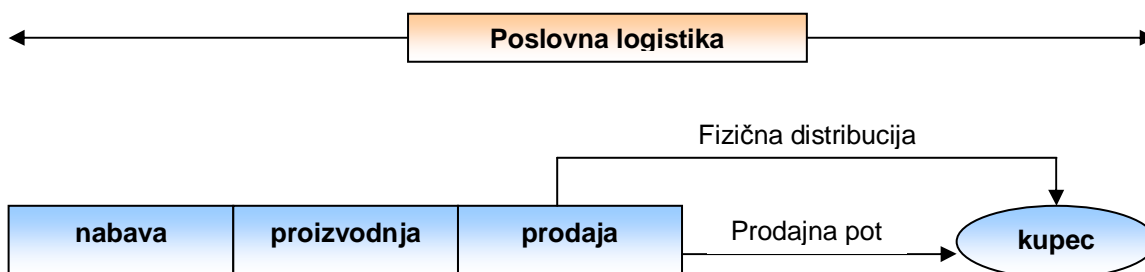 Poslovna logistika
Fizična distribucija
nabava
proizvodnja
prodaja
Prodajna pot
kupec